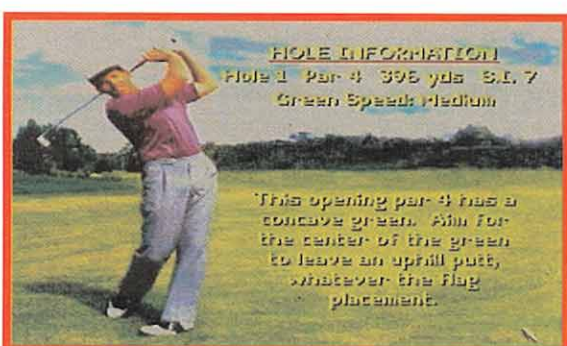 HOLE INFORMATION
Hole 1 Par 4 396 yds S.I. 7
Green Speed: Medium
This opening par 4 has a
concave green. Aim for
the center of the green
to leave an uphill putt,
whatever the flag
placement.